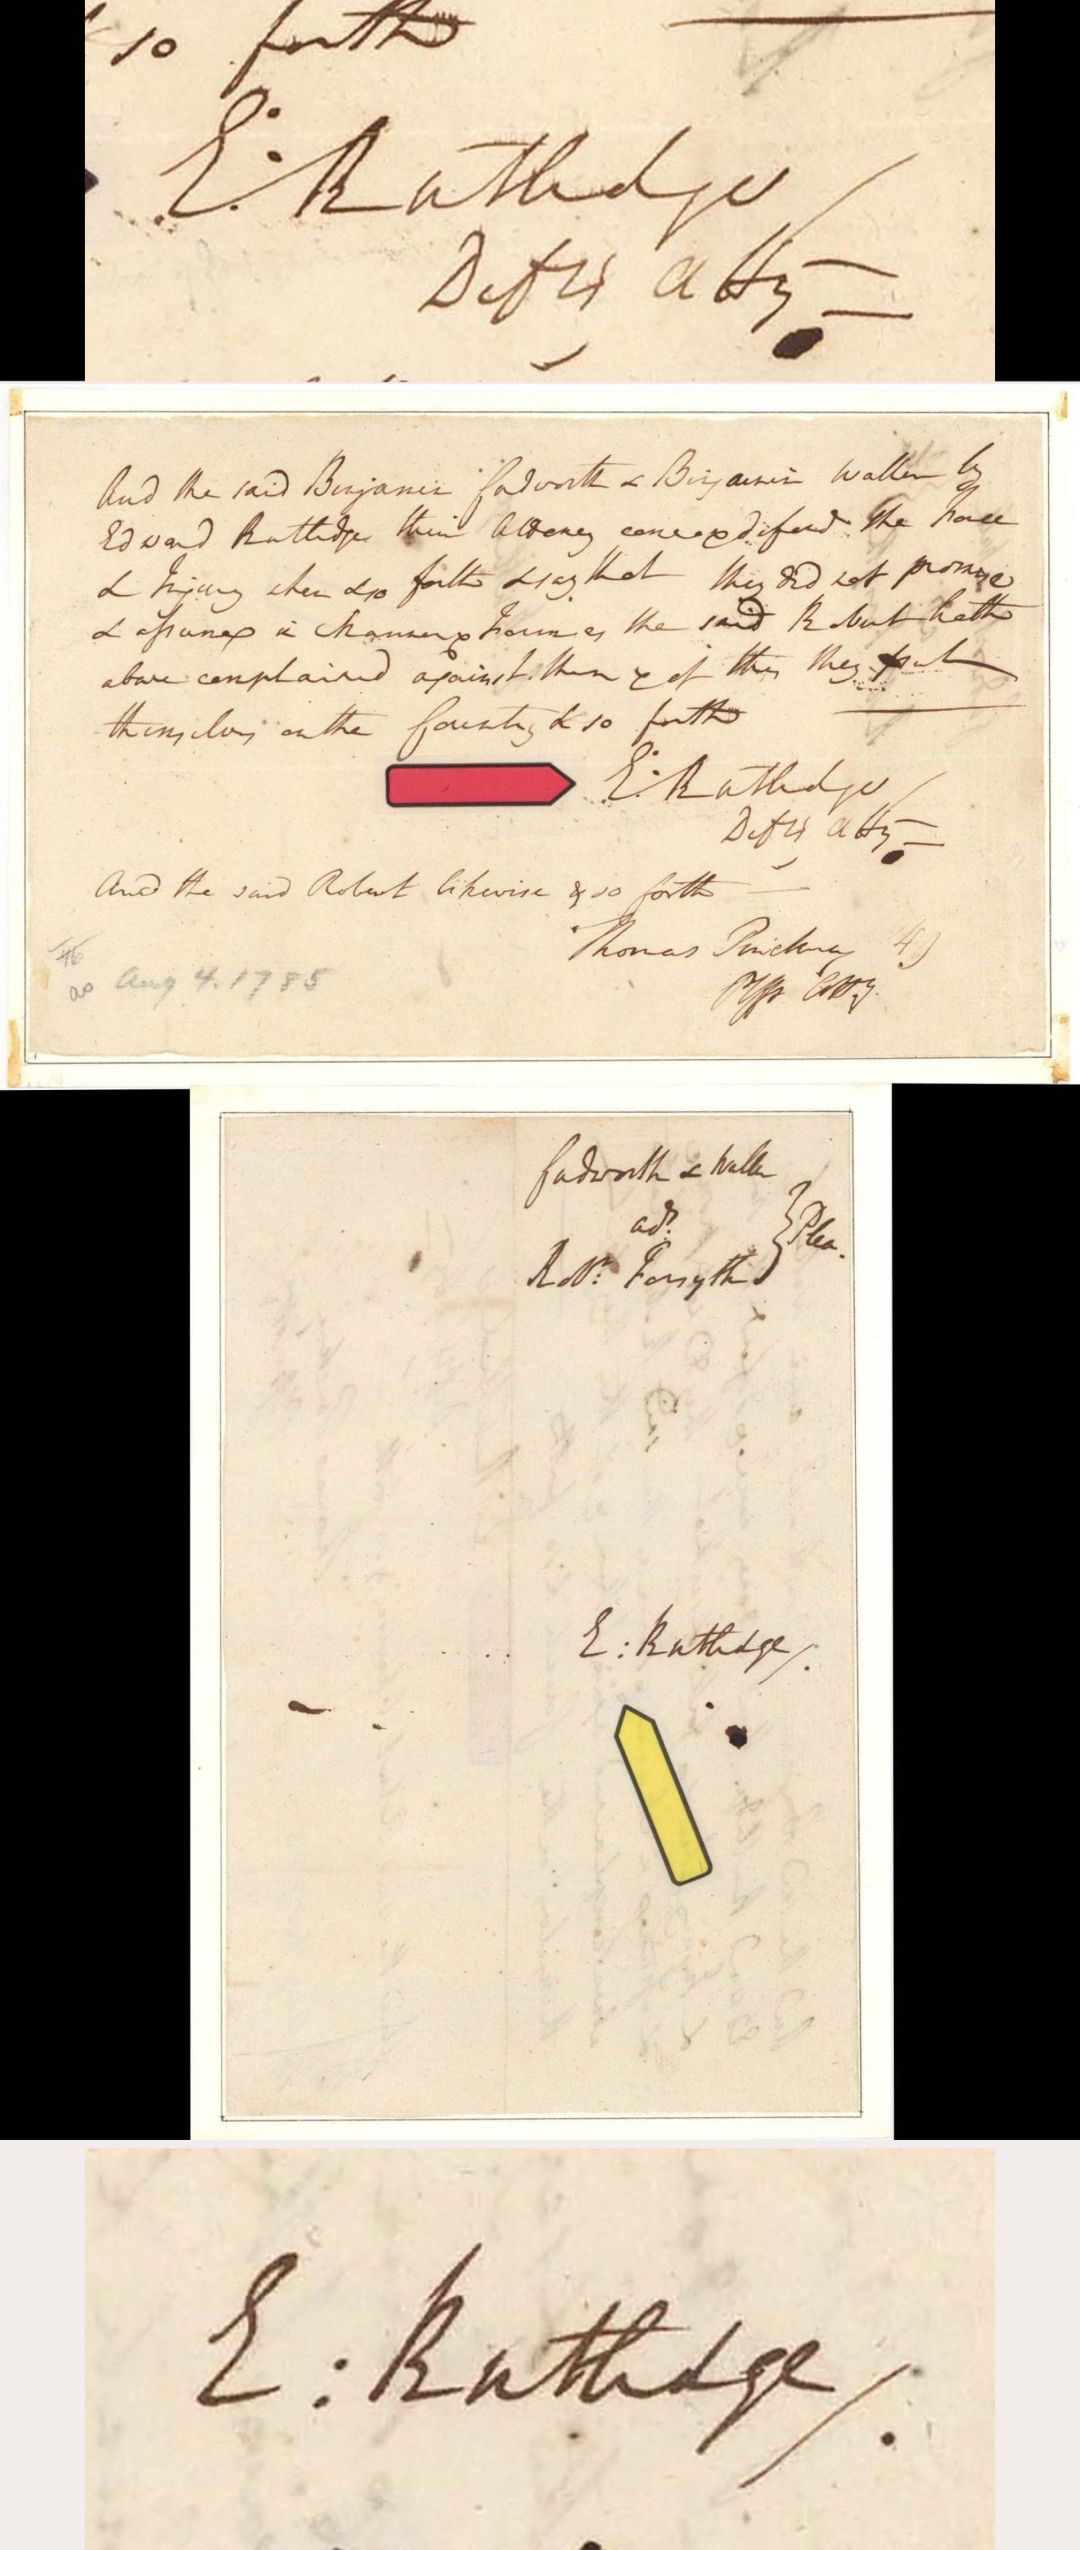 so forth
E: Rutledge
Defts Atty
And the said Benjamin Cudworth & Benjamin Waller by
Edward Rutledge their Attorney come & defend the Force
& Injury when & so forth & say that they did not promise
& assume in Manner & Form as the said Robert hath
above complained against them & of this they put
themselves on the Country & so forth
E: Rutledge
Defts Atty
And the said Robert likewise & so forth
Thomas Pinckney
Plffs Atty.
Aug 4. 1785
Cudworth & Waller
ads.
Robt: Forsyth
Plea.
E: Rutledge
E: Rutledge